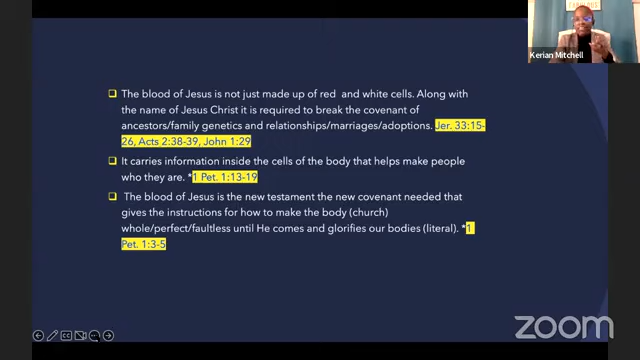 Kerian Mitchell
The blood of Jesus is not just made up of red and white cells. Along with
the name of Jesus Christ it is required to break the covenant of
ancestors/family genetics and relationships/marriages/adoptions. Jer. 33:15-
26, Acts 2:38-39, John 1:29
It carries information inside the cells of the body that helps make people
who they are. *1 Pet. 1:13-19
The blood of Jesus is the new testament the new covenant needed that
gives the instructions for how to make the body (church)
whole/perfect/faultless until He comes and glorifies our bodies (literal). *1
Pet. 1:3-5
zoom